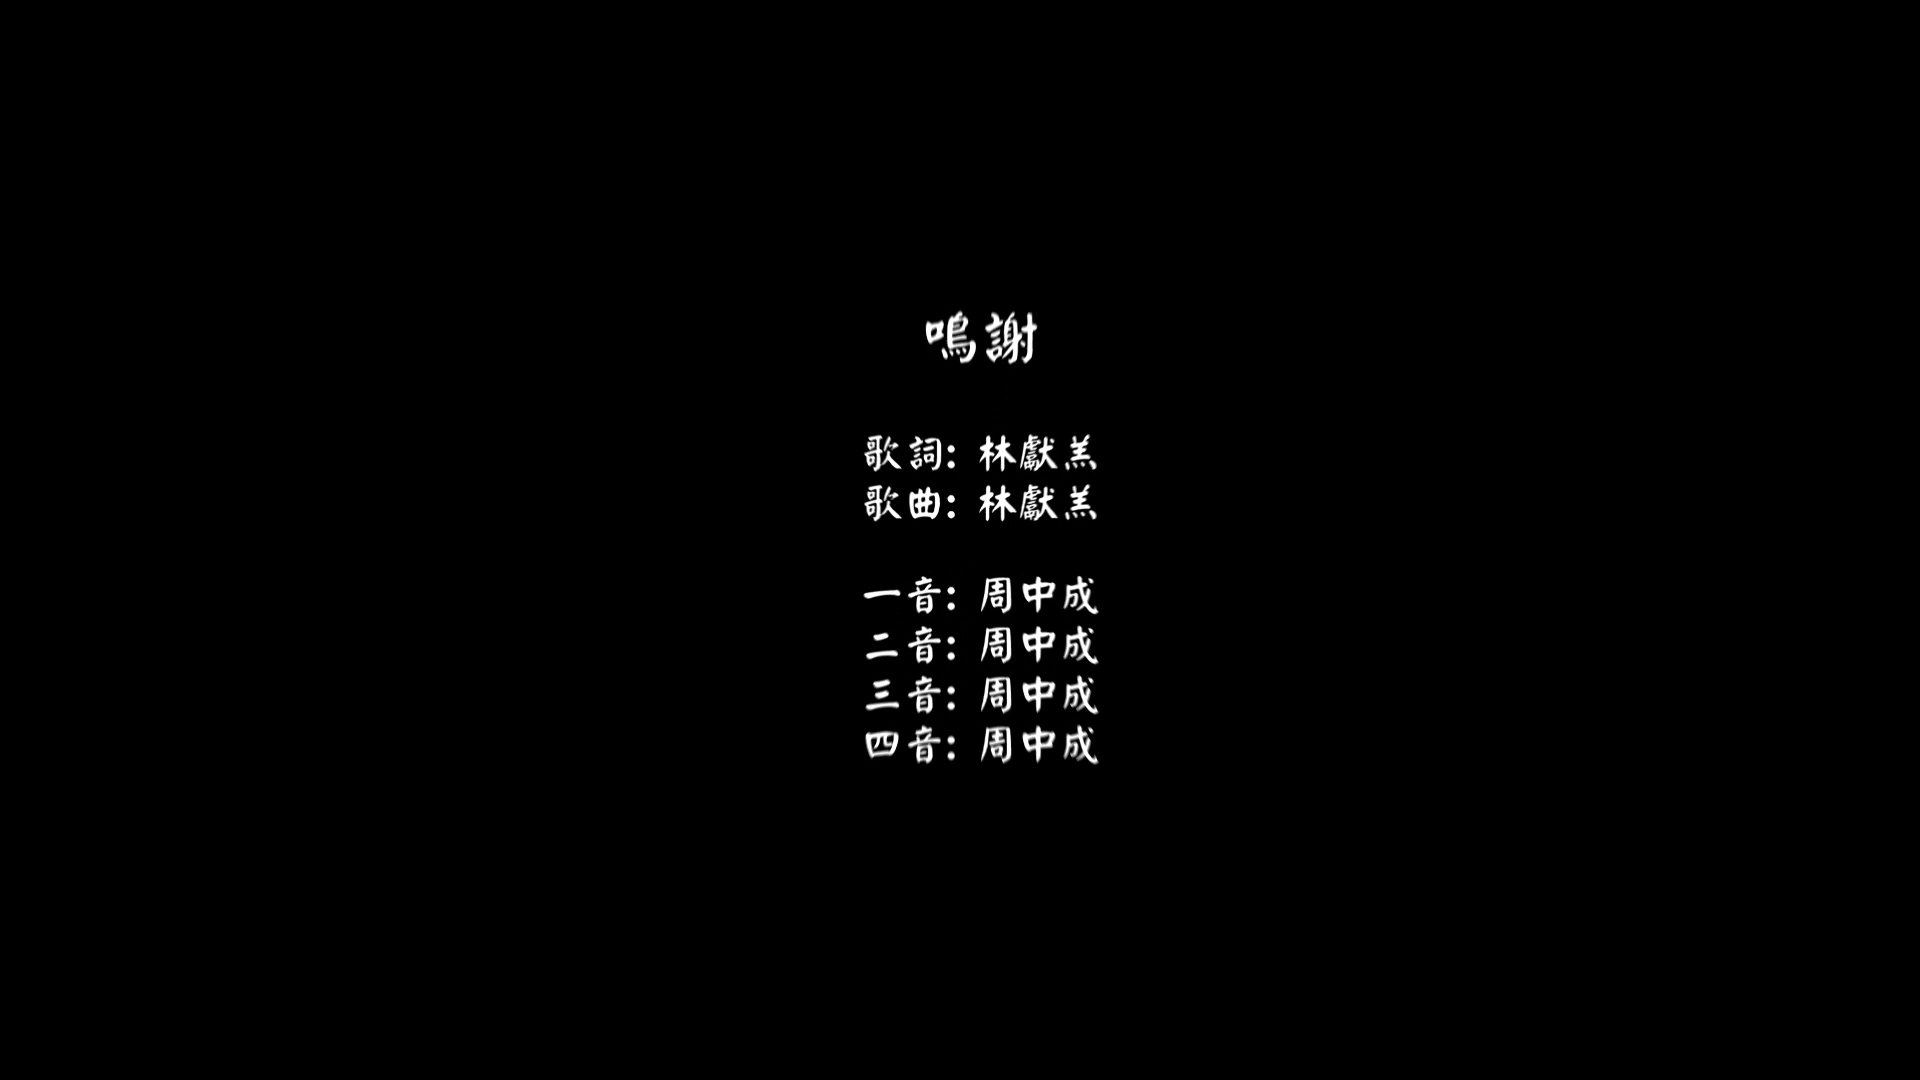 鳴謝
歌詞: 林獻羔
歌曲: 林獻羔
一音: 周中成
二音: 周中成
三音: 周中成
四音: 周中成